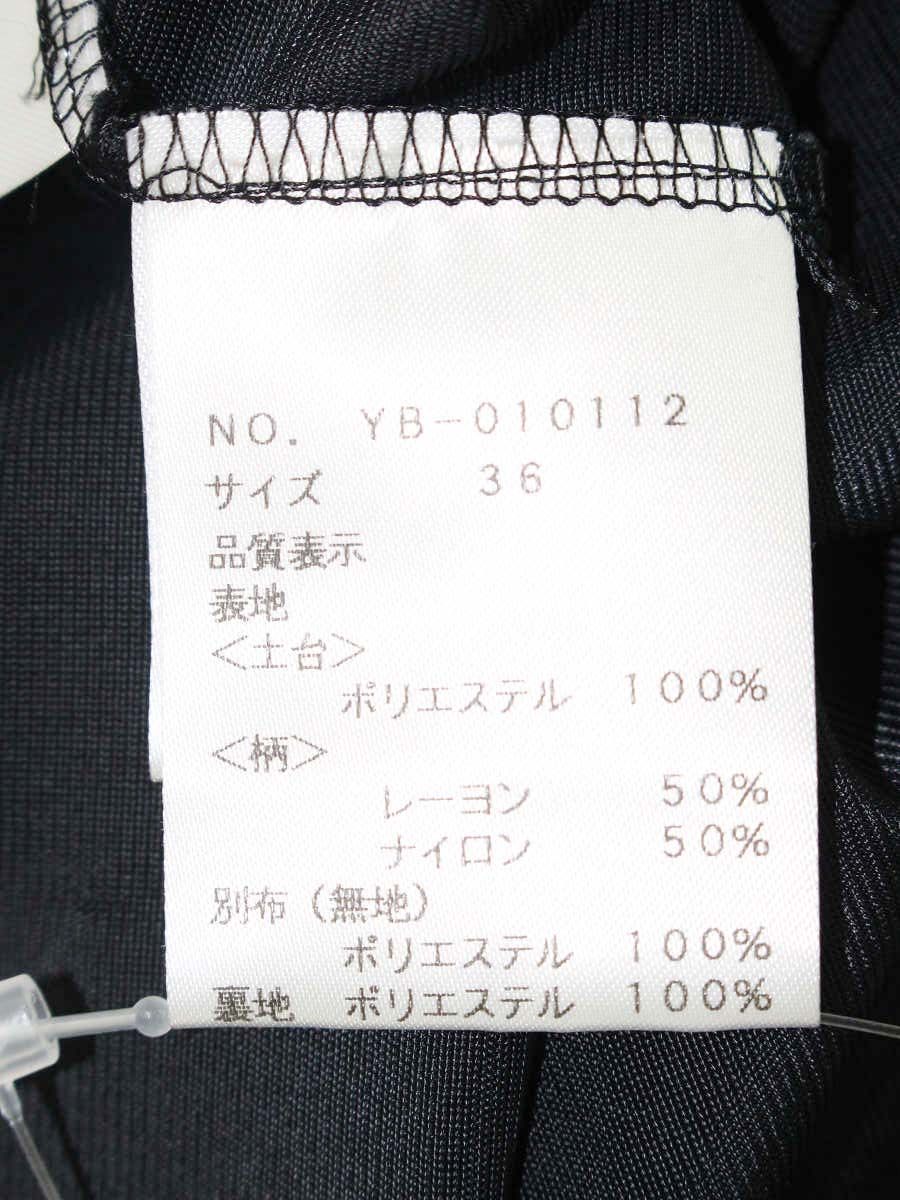 NO. YB-010112
サイズ 36
品質表示
表地
<土台>
ポリエステル 100%
<柄>
レーヨン 50%
ナイロン 50%
別布(無地)
ポリエステル 100%
裏地 ポリエステル 100%